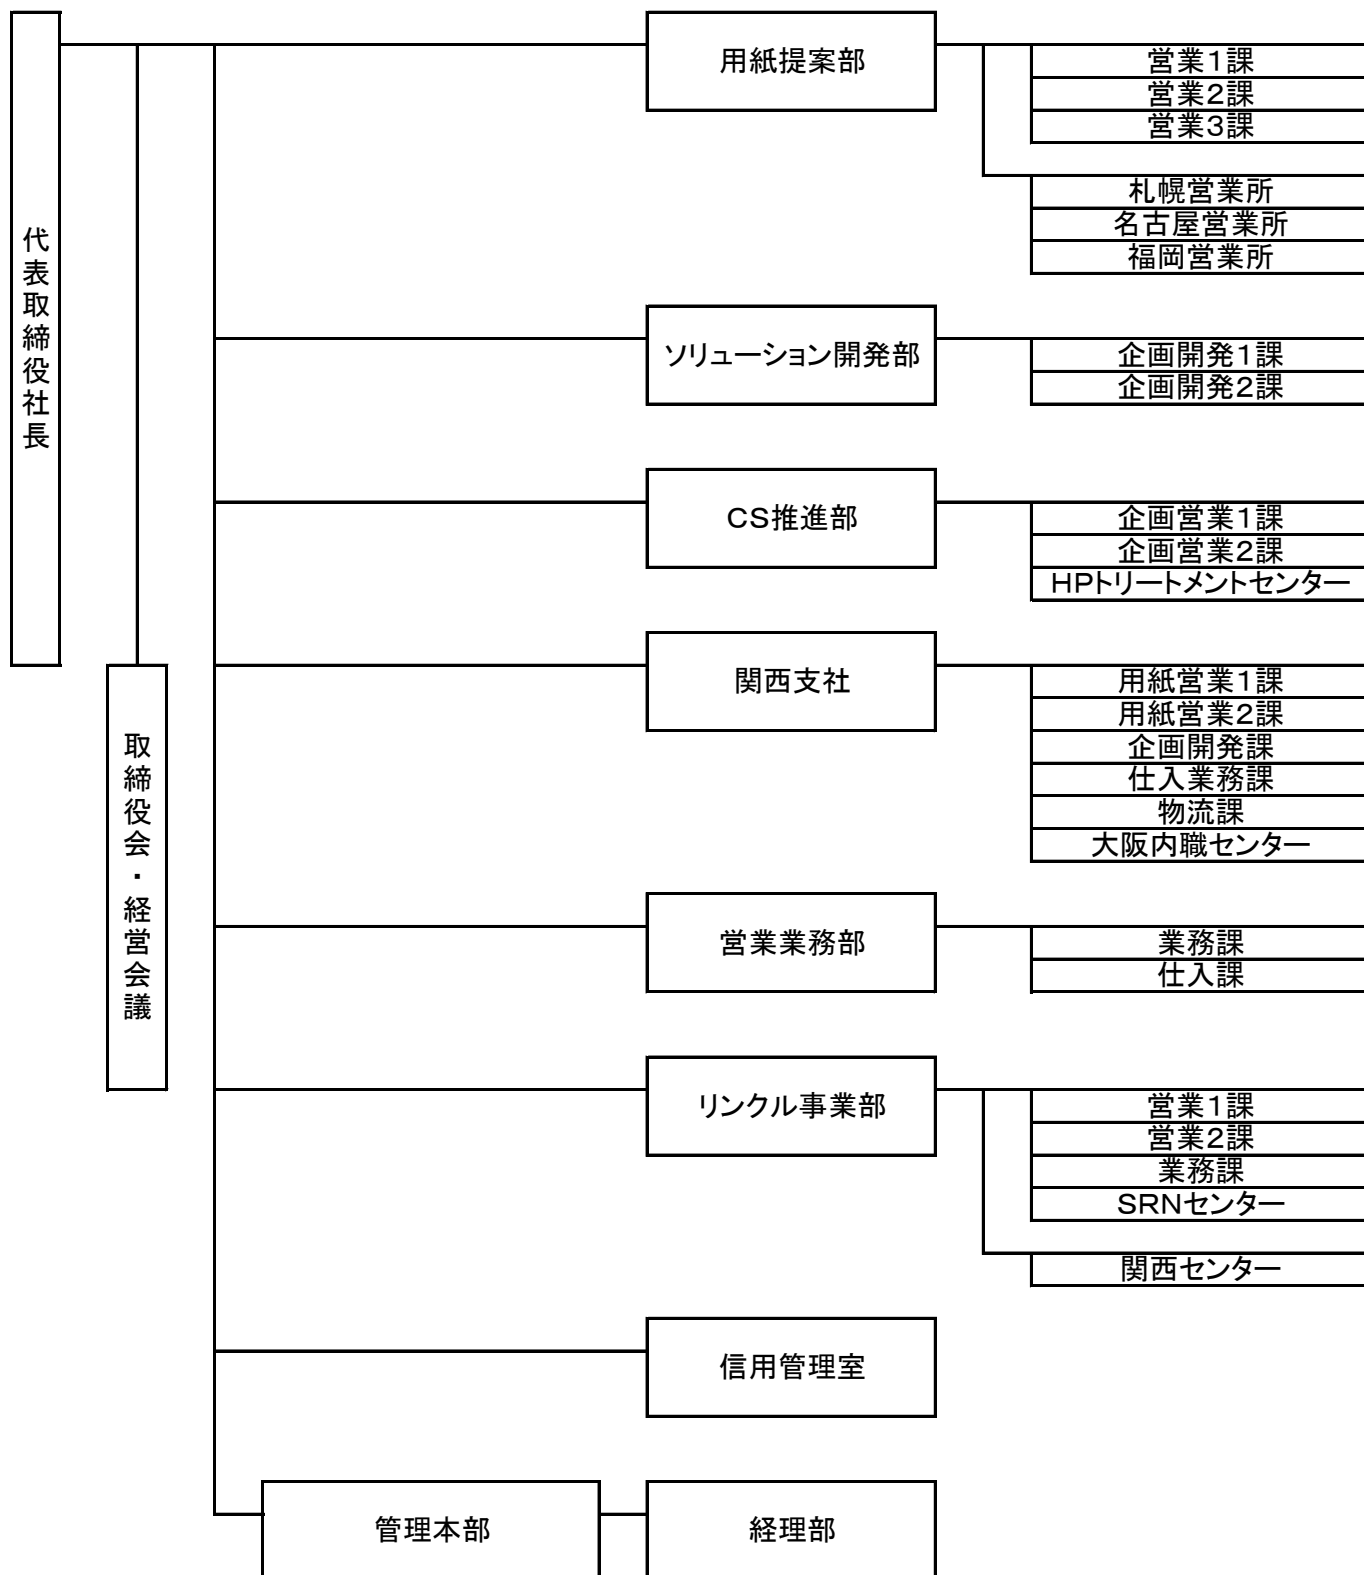 代表取締役社長
取締役会・経営会議
用紙提案部
営業１課
営業２課
営業３課
札幌営業所
名古屋営業所
福岡営業所
ソリューション開発部
企画開発１課
企画開発２課
CS推進部
企画営業１課
企画営業２課
HPトリートメントセンター
関西支社
用紙営業１課
用紙営業２課
企画開発課
仕入業務課
物流課
大阪内職センター
営業業務部
業務課
仕入課
リンクル事業部
営業１課
営業２課
業務課
SRNセンター
関西センター
信用管理室
管理本部
経理部